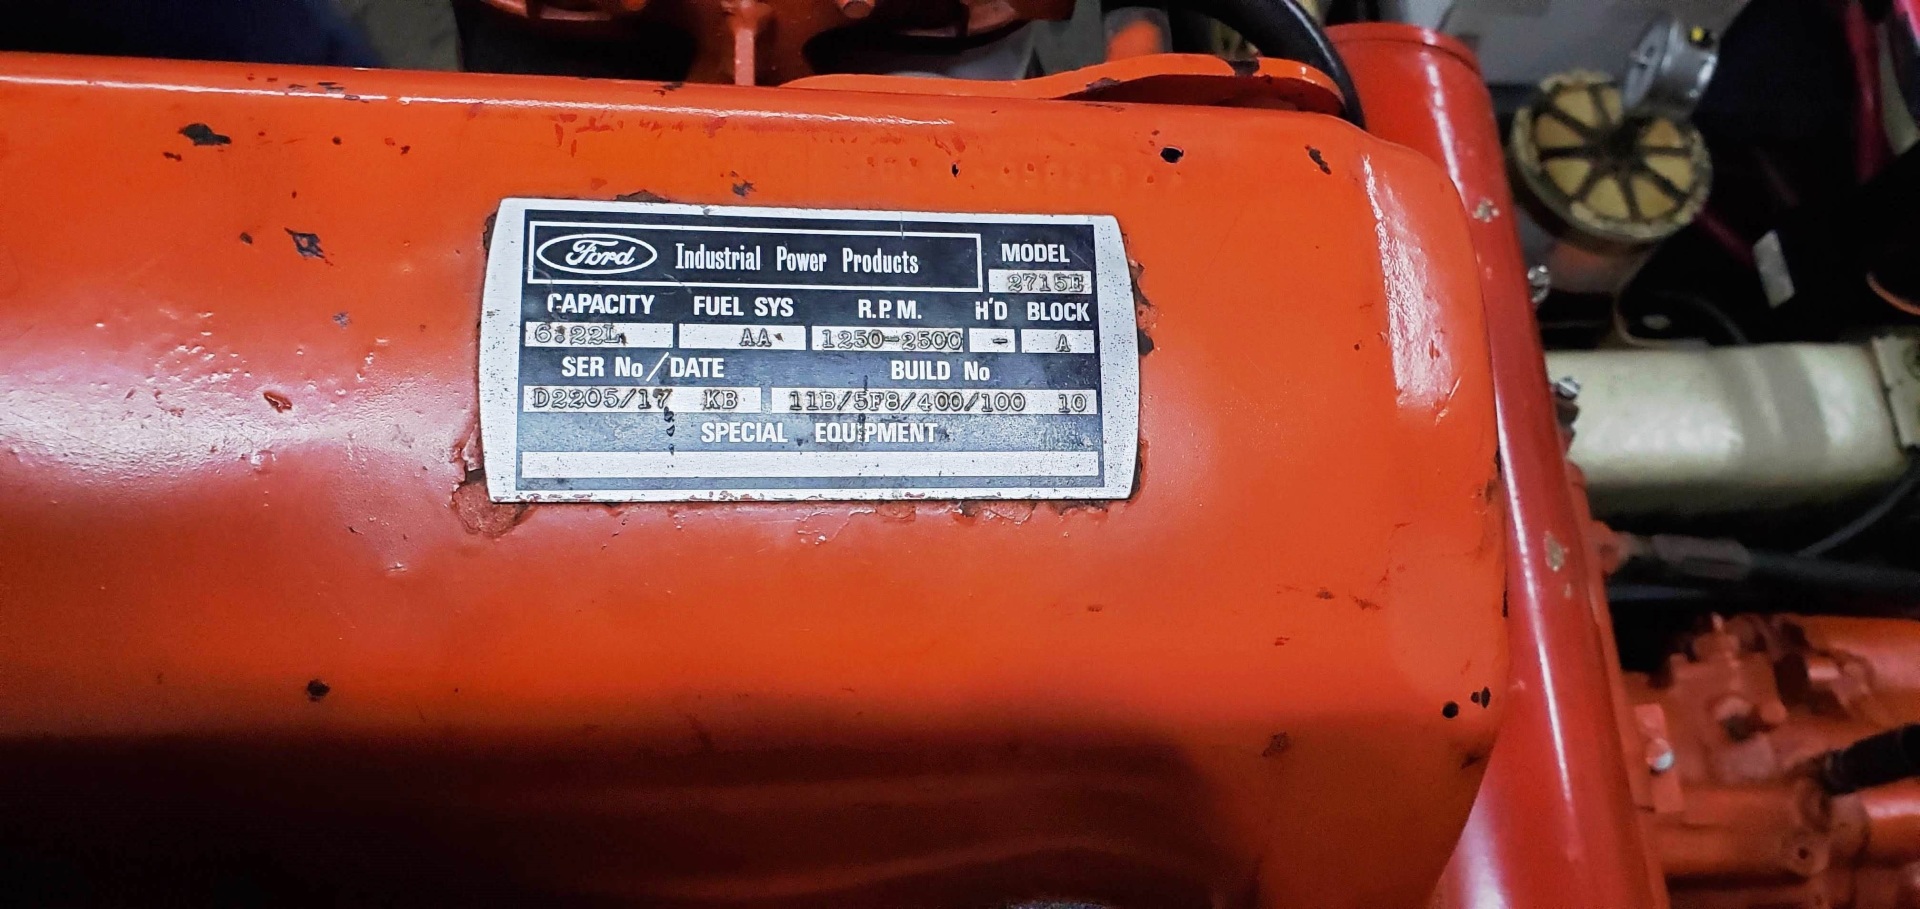 Ford Industrial Power Products MODEL
2715E
CAPACITY FUEL SYS R.P.M. H'D BLOCK
6.22L AA 1250-2500 - A
SER No/DATE BUILD No
D2205/17 KB 11B/5F8/400/100 10
SPECIAL EQUIPMENT